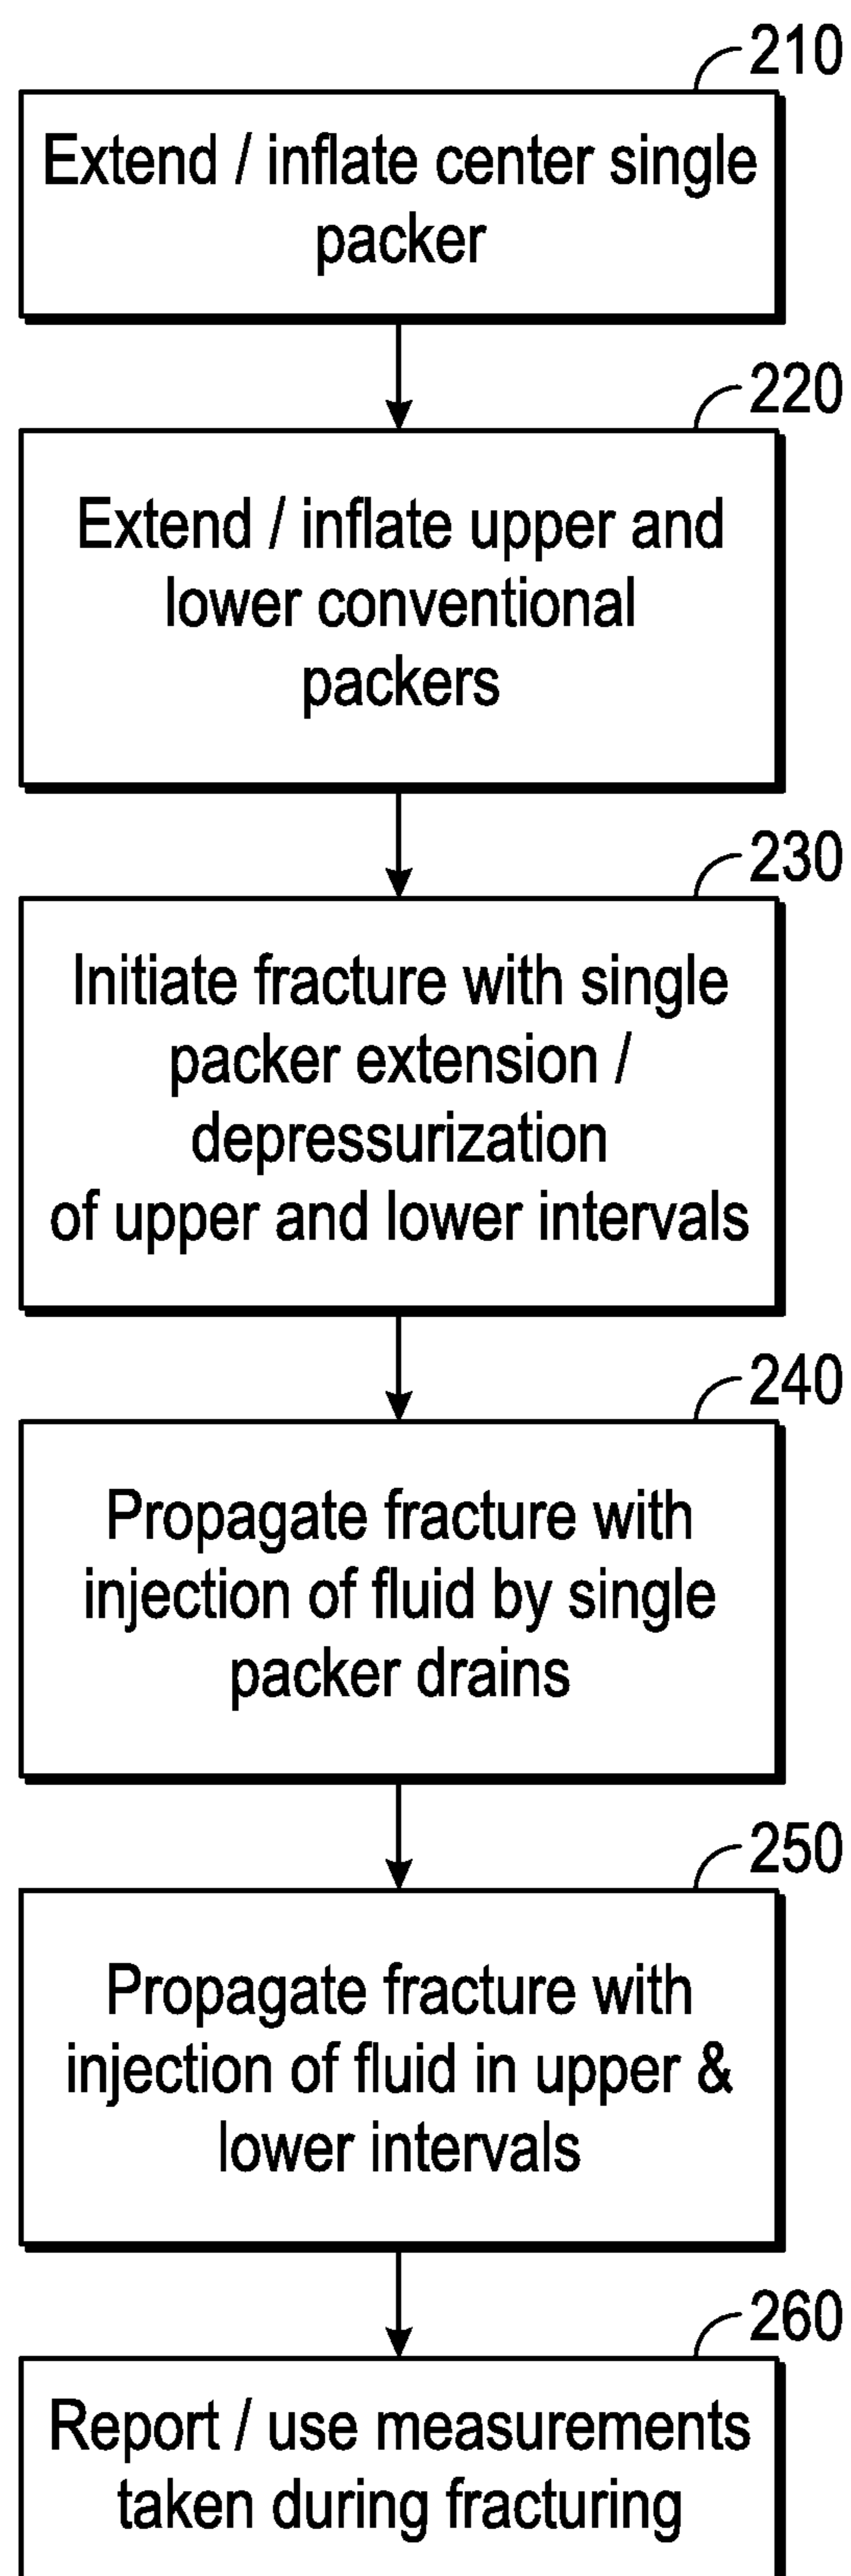 210
Extend / inflate center single
packer
220
Extend / inflate upper and
lower conventional
packers
230
Initiate fracture with single
packer extension /
depressurization
of upper and lower intervals
240
Propagate fracture with
injection of fluid by single
packer drains
250
Propagate fracture with
injection of fluid in upper &
lower intervals
260
Report / use measurements
taken during fracturing